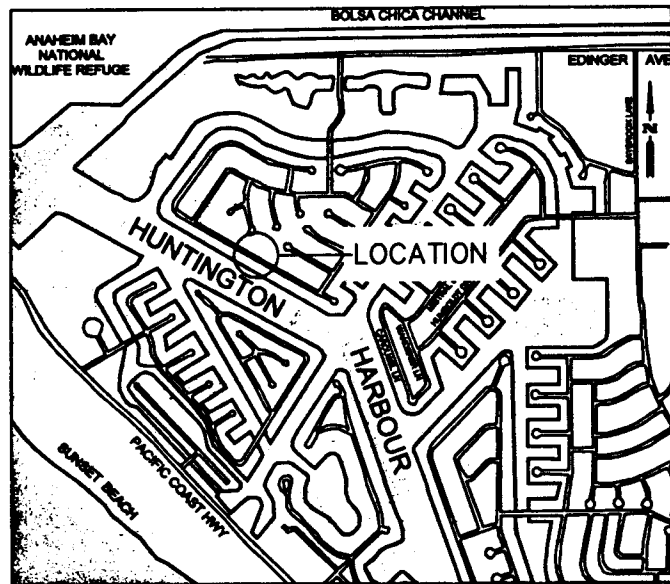 BOLSA CHICA CHANNEL
ANAHEIM BAY
NATIONAL
WILDLIFE REFUGE
EDINGER AVE
N
HUNTINGTON
LOCATION
HARBOUR
SUNSET BEACH
PACIFIC COAST HWY